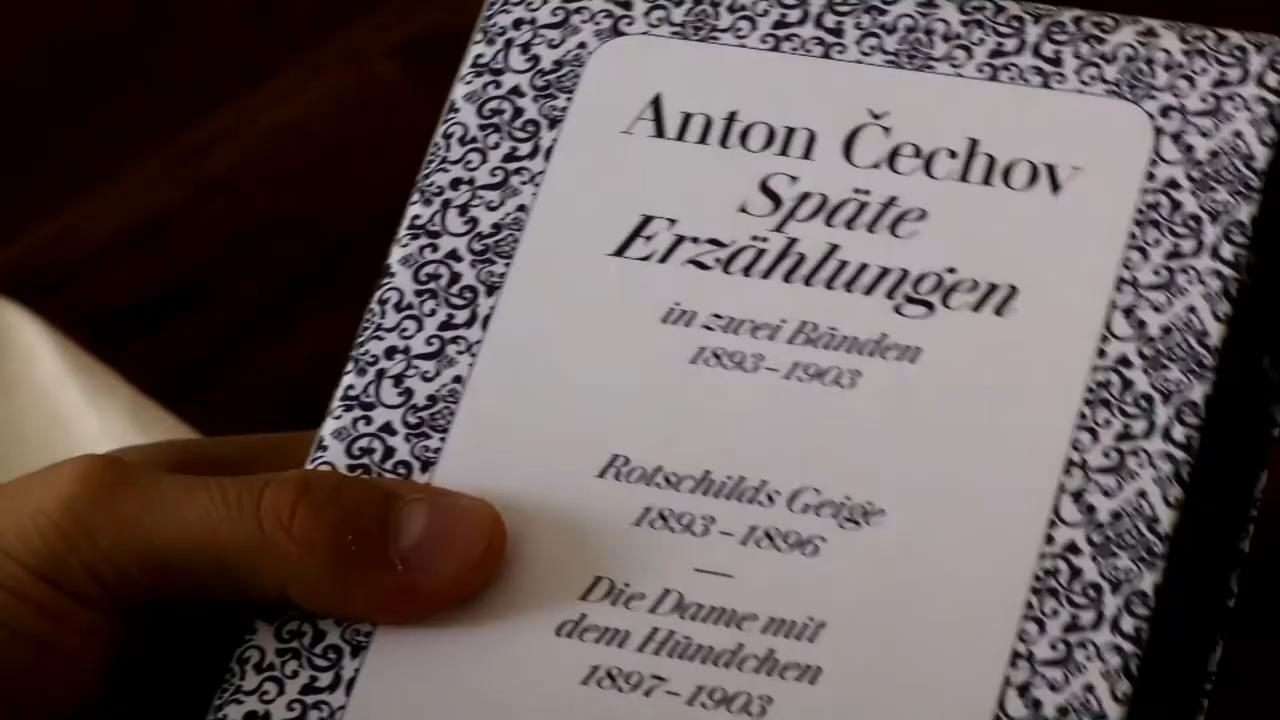 Anton Čechov
Späte
Erzählungen
in zwei Bänden
1893–1903
Rotschilds Geige
1893–1896
—
Die Dame mit
dem Hündchen
1897–1903